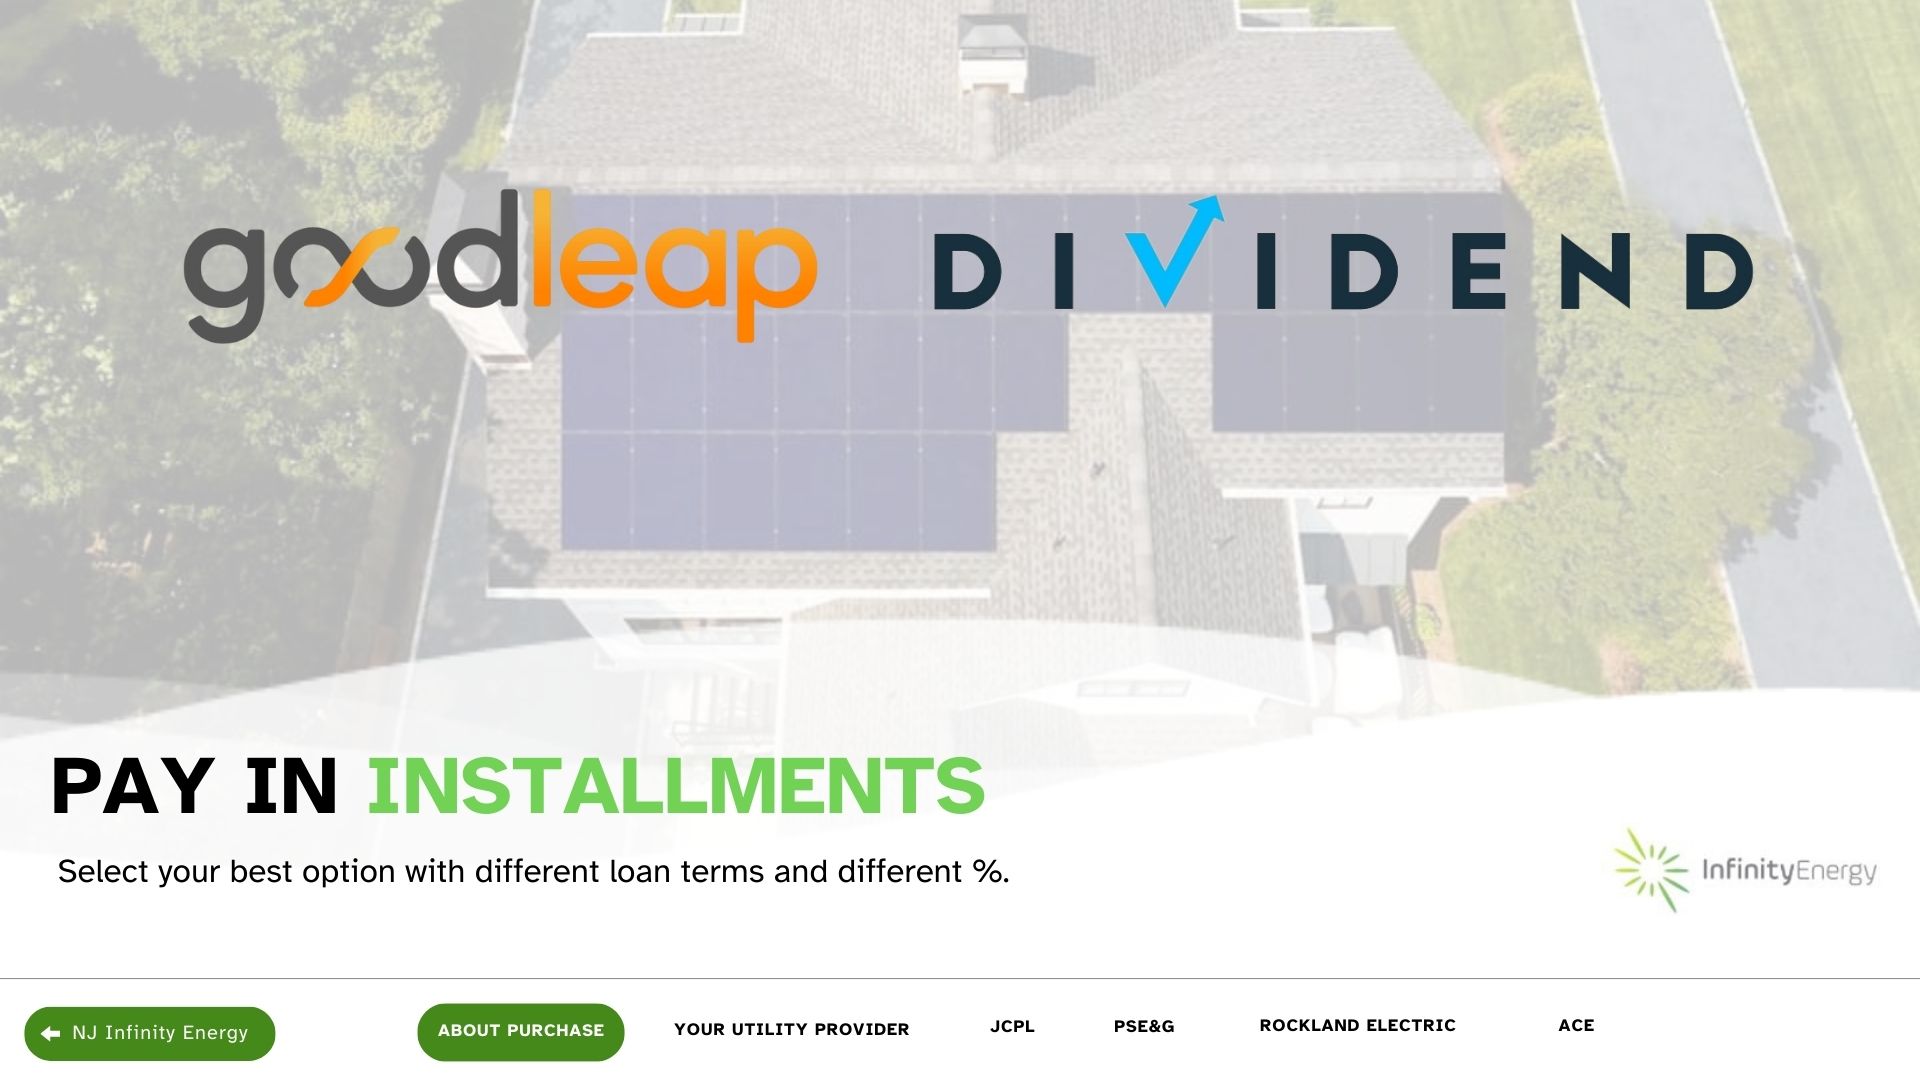 goodleap
DIVIDEND
PAY IN INSTALLMENTS
Select your best option with different loan terms and different %.
InfinityEnergy
NJ Infinity Energy
ABOUT PURCHASE
YOUR UTILITY PROVIDER
JCPL
PSE&G
ROCKLAND ELECTRIC
ACE